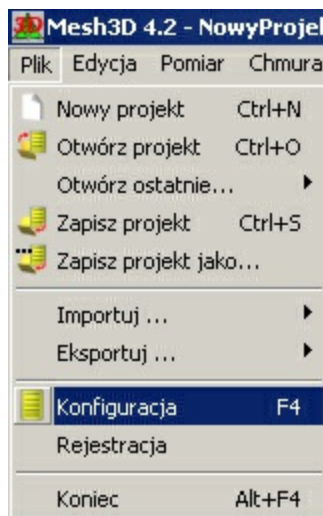 Mesh3D 4.2 - NowyProjek
Plik Edycja Pomiar Chmura
Nowy projekt Ctrl+N
Otwórz projekt Ctrl+O
Otwórz ostatnie...
Zapisz projekt Ctrl+S
Zapisz projekt jako...
Importuj ...
Eksportuj ...
Konfiguracja F4
Rejestracja
Koniec Alt+F4